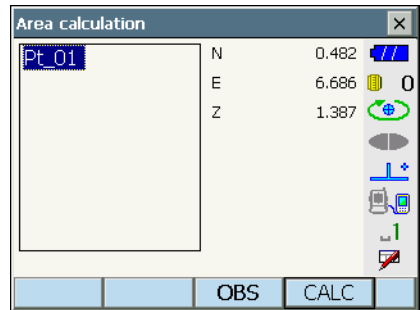 Area calculation
Pt_01
N 0.482
E 6.686 0
Z 1.387
1
OBS CALC